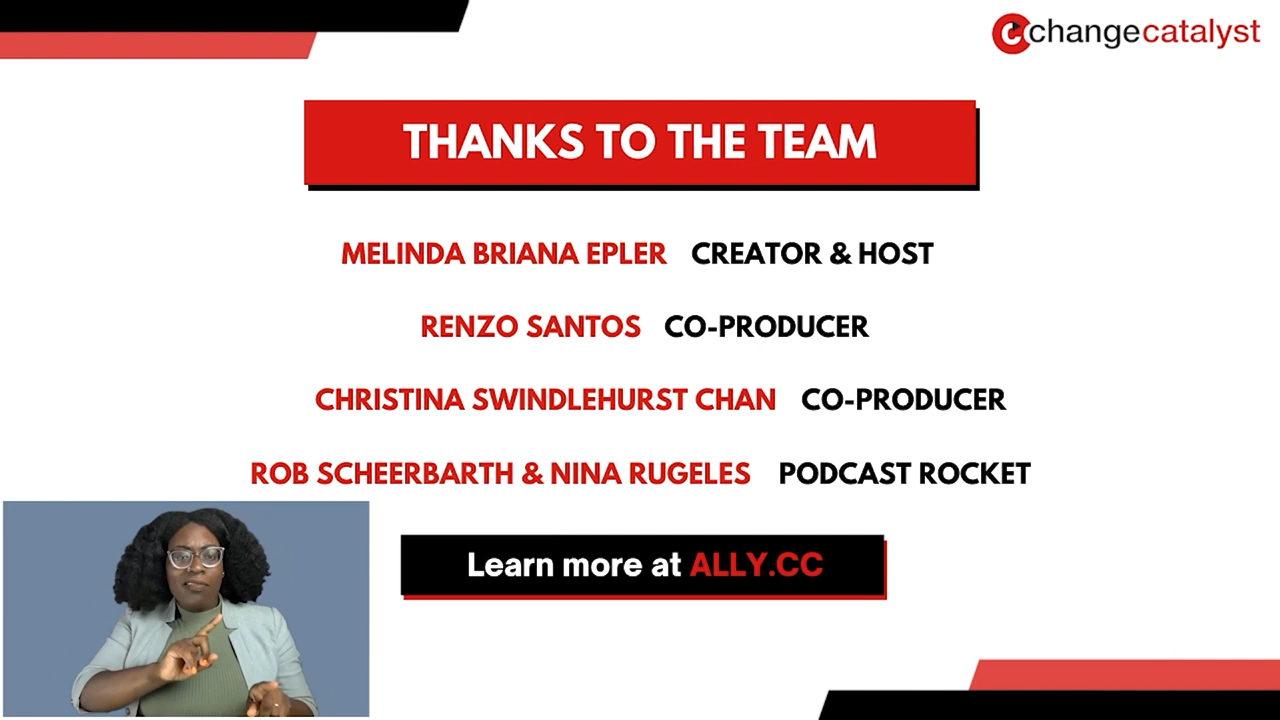 changecatalyst
THANKS TO THE TEAM
MELINDA BRIANA EPLER CREATOR & HOST
RENZO SANTOS CO-PRODUCER
CHRISTINA SWINDLEHURST CHAN CO-PRODUCER
ROB SCHEERBARTH & NINA RUGELES PODCAST ROCKET
Learn more at ALLY.CC